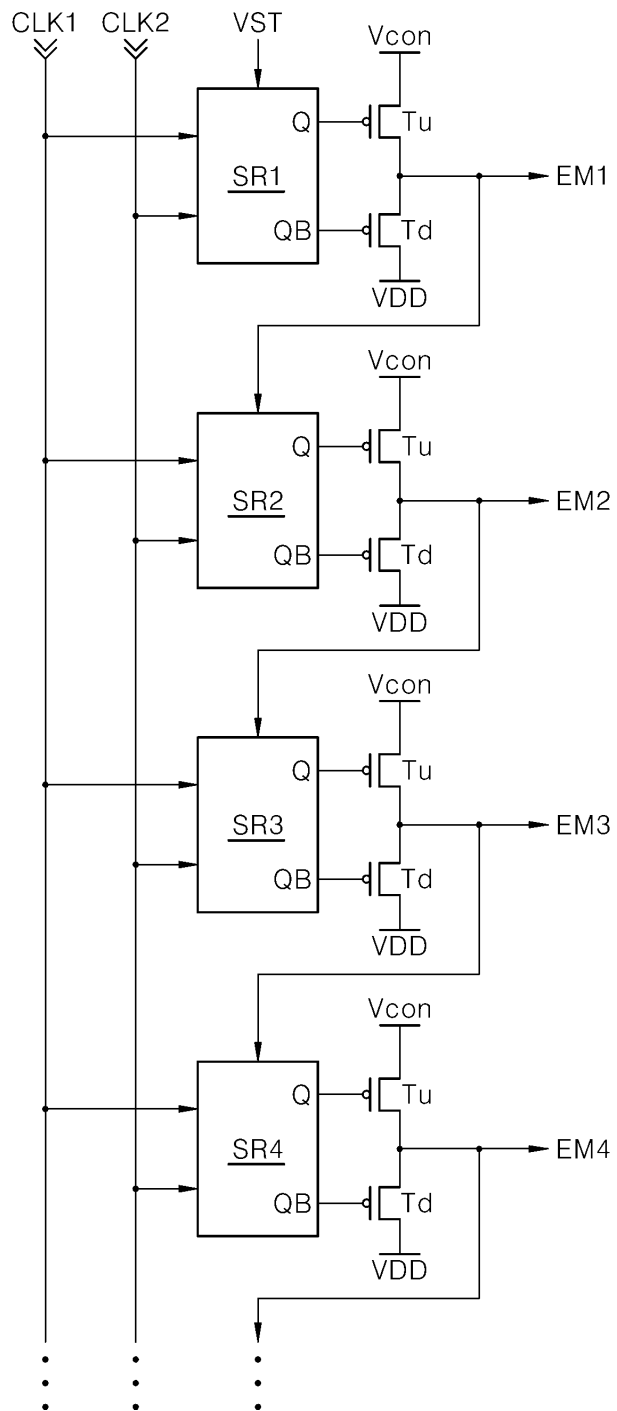 CLK1 CLK2 VST
Vcon
Q
Tu
SR1
EM1
QB
Td
VDD
Vcon
Q
Tu
SR2
EM2
QB
Td
VDD
Vcon
Q
Tu
SR3
EM3
QB
Td
VDD
Vcon
Q
Tu
SR4
EM4
QB
Td
VDD